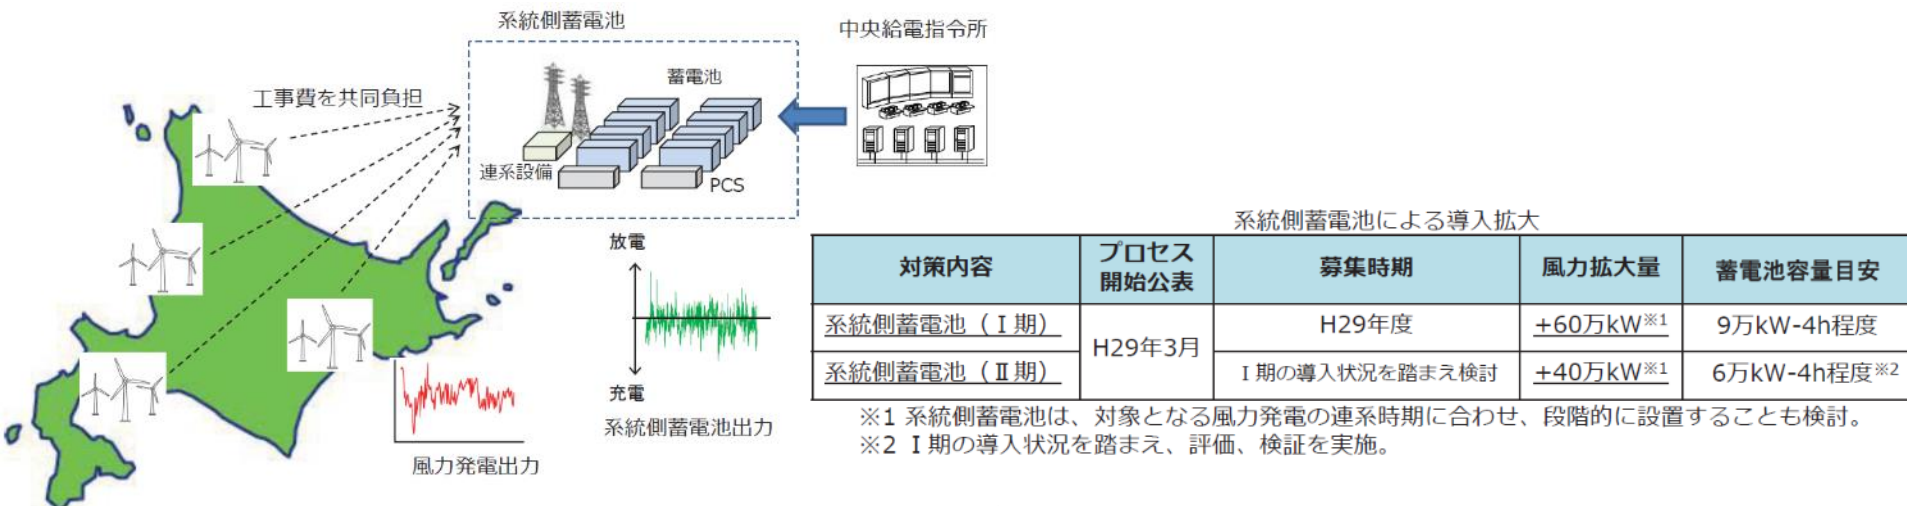 系統側蓄電池
中央給電指令所
工事費を共同負担
蓄電池
連系設備
PCS
放電
充電
系統側蓄電池出力
風力発電出力
系統側蓄電池による導入拡大
対策内容 プロセス開始公表 募集時期 風力拡大量 蓄電池容量目安
系統側蓄電池（Ⅰ期） H29年3月 H29年度 +60万kW※1 9万kW-4h程度
系統側蓄電池（Ⅱ期） Ⅰ期の導入状況を踏まえ検討 +40万kW※1 6万kW-4h程度※2
※1 系統側蓄電池は、対象となる風力発電の連系時期に合わせ、段階的に設置することも検討。
※2 Ⅰ期の導入状況を踏まえ、評価、検証を実施。